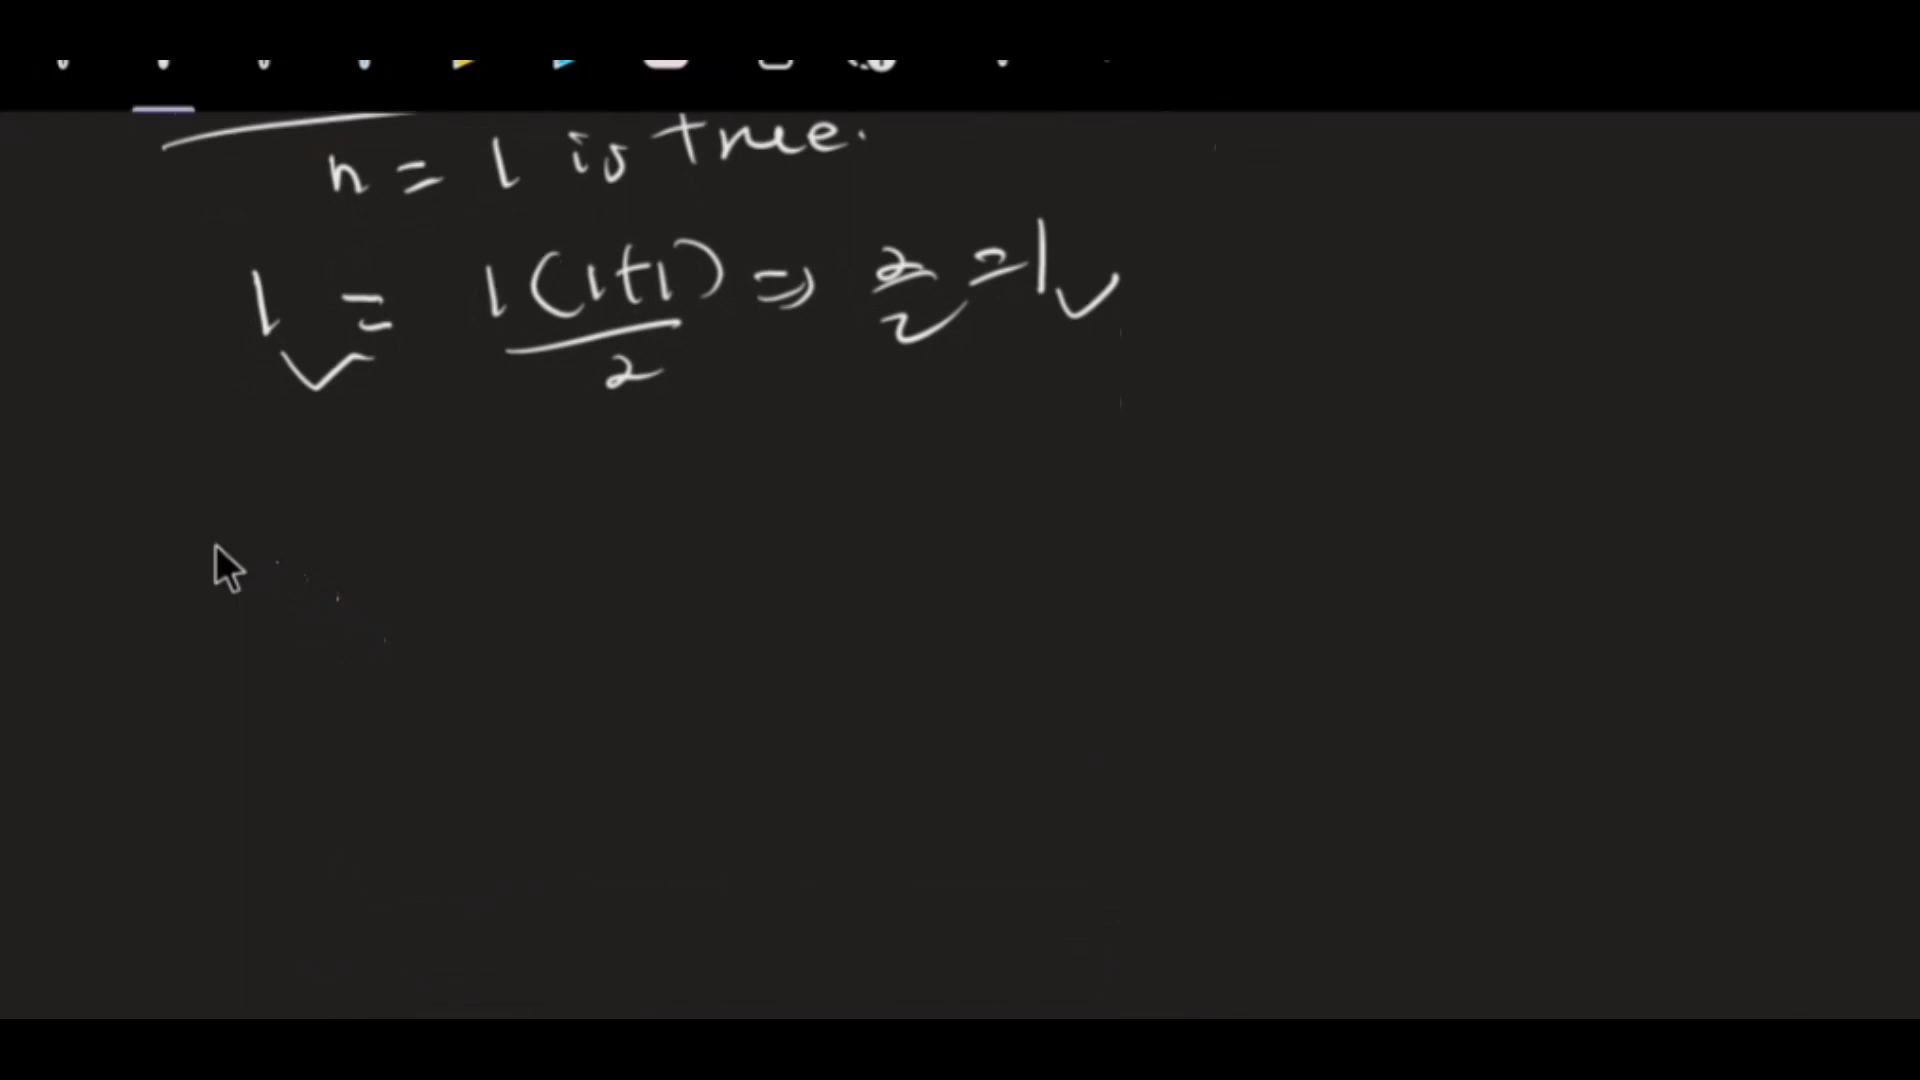 n = 1 is true.
1 = 1(1+1)/2 ⇒ 2/2 = 1 ✓